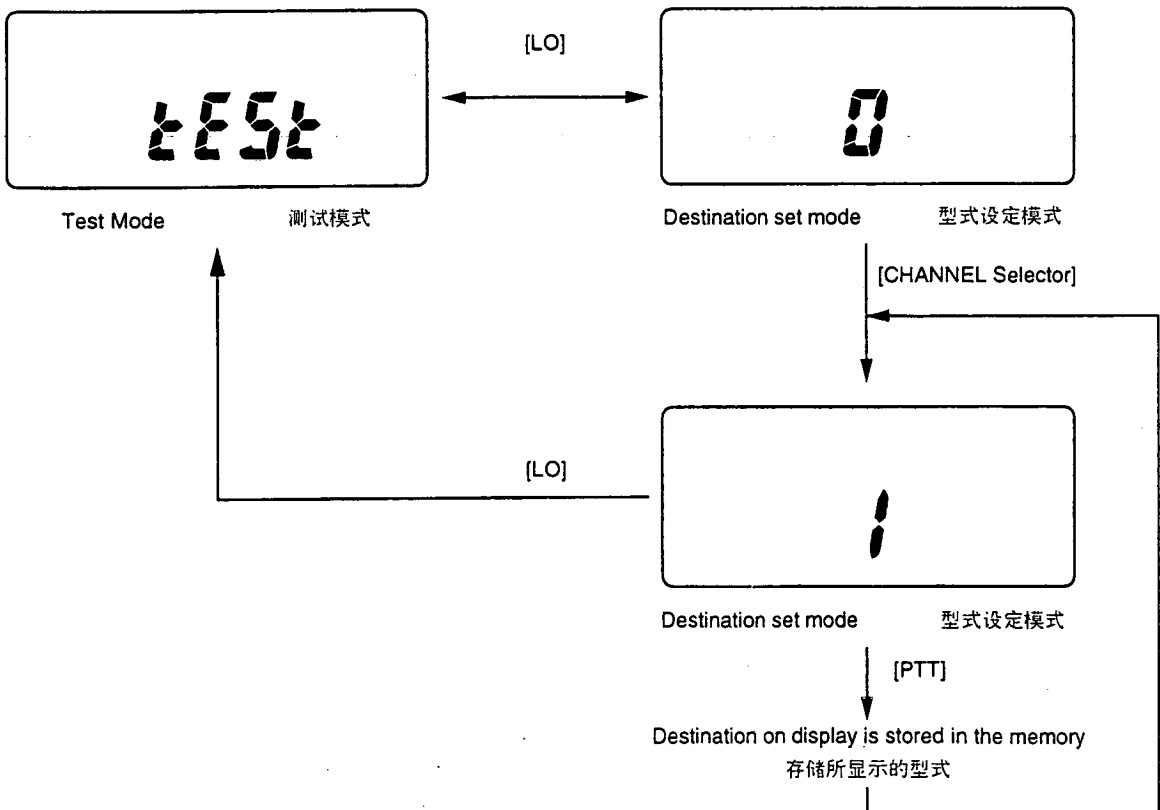 [LO]
tESt
0
Test Mode 测试模式
Destination set mode 型式设定模式
[CHANNEL Selector]
[LO]
1
Destination set mode 型式设定模式
[PTT]
Destination on display is stored in the memory
存储所显示的型式